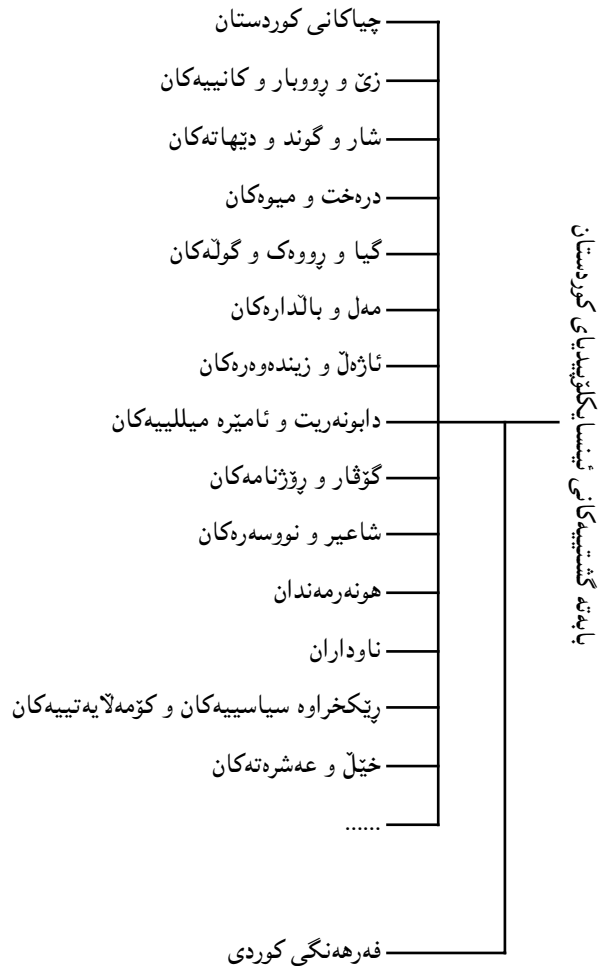 بابەتە گشتییەکانی ئینسایکلۆپیدیای کوردستان
چیاکانی کوردستان
زێ و ڕووبار و کانییەکان
شار و گوند و دێهاتەکان
درەخت و میوەکان
گیا و ڕووەک و گوڵەکان
مەل و باڵدارەکان
ئاژەڵ و زیندەوەرەکان
دابونەریت و ئامێرە میللییەکان
گۆڤار و ڕۆژنامەکان
شاعیر و نووسەرەکان
هونەرمەندان
ناوداران
ڕێکخراوە سیاسییەکان و کۆمەڵایەتییەکان
خێڵ و عەشرەتەکان
......
فەرهەنگی کوردی